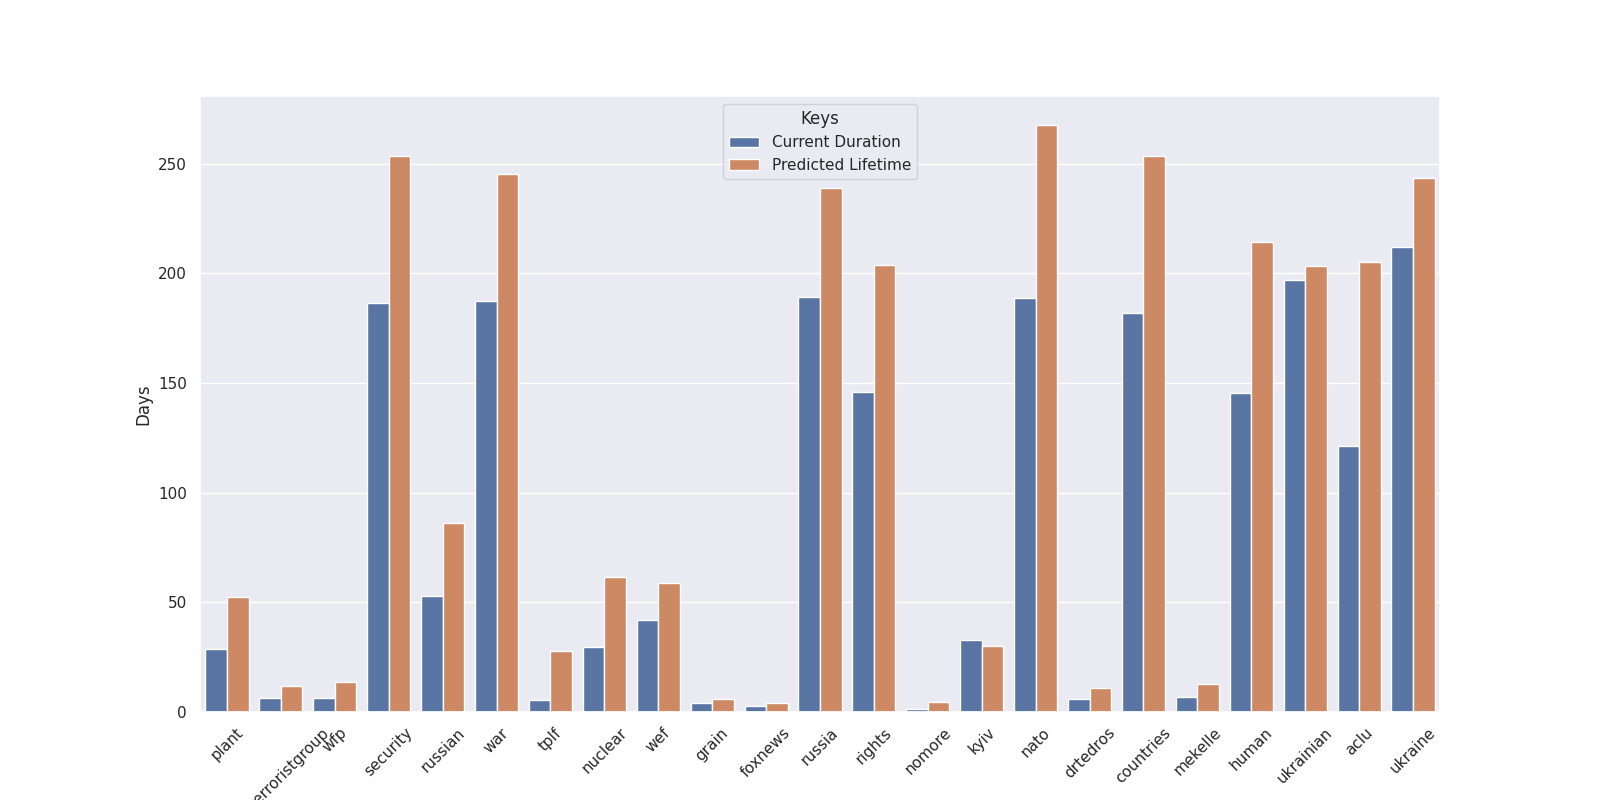 Keys
Current Duration
Predicted Lifetime
Days
250
200
150
100
50
0
plant
erroristgroup
wfp
security
russian
war
tplf
nuclear
wef
grain
foxnews
russia
rights
nomore
kyiv
nato
drtedros
countries
mekelle
human
ukrainian
aclu
ukraine